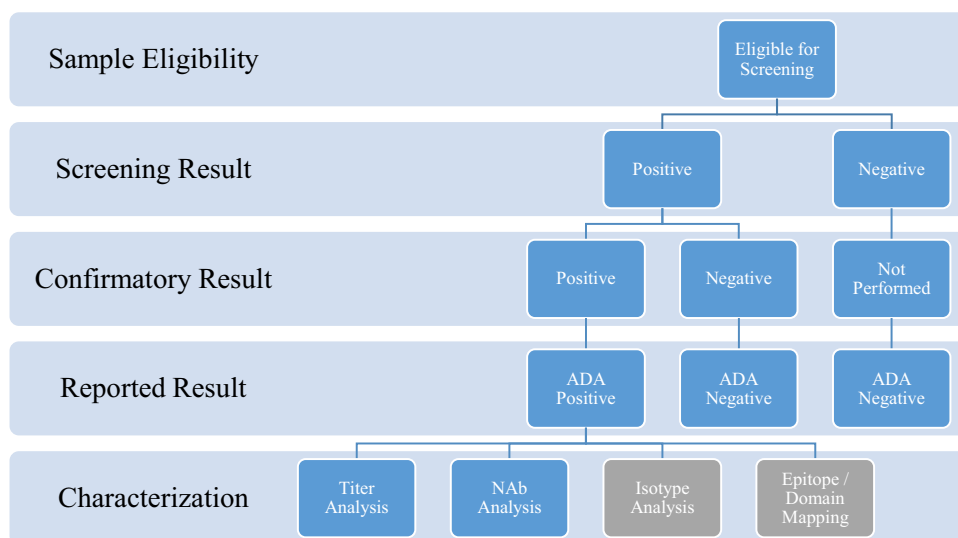 Sample Eligibility
Eligible for
Screening
Screening Result
Positive
Negative
Confirmatory Result
Positive
Negative
Not
Performed
Reported Result
ADA
Positive
ADA
Negative
ADA
Negative
Characterization
Titer
Analysis
NAb
Analysis
Isotype
Analysis
Epitope /
Domain
Mapping